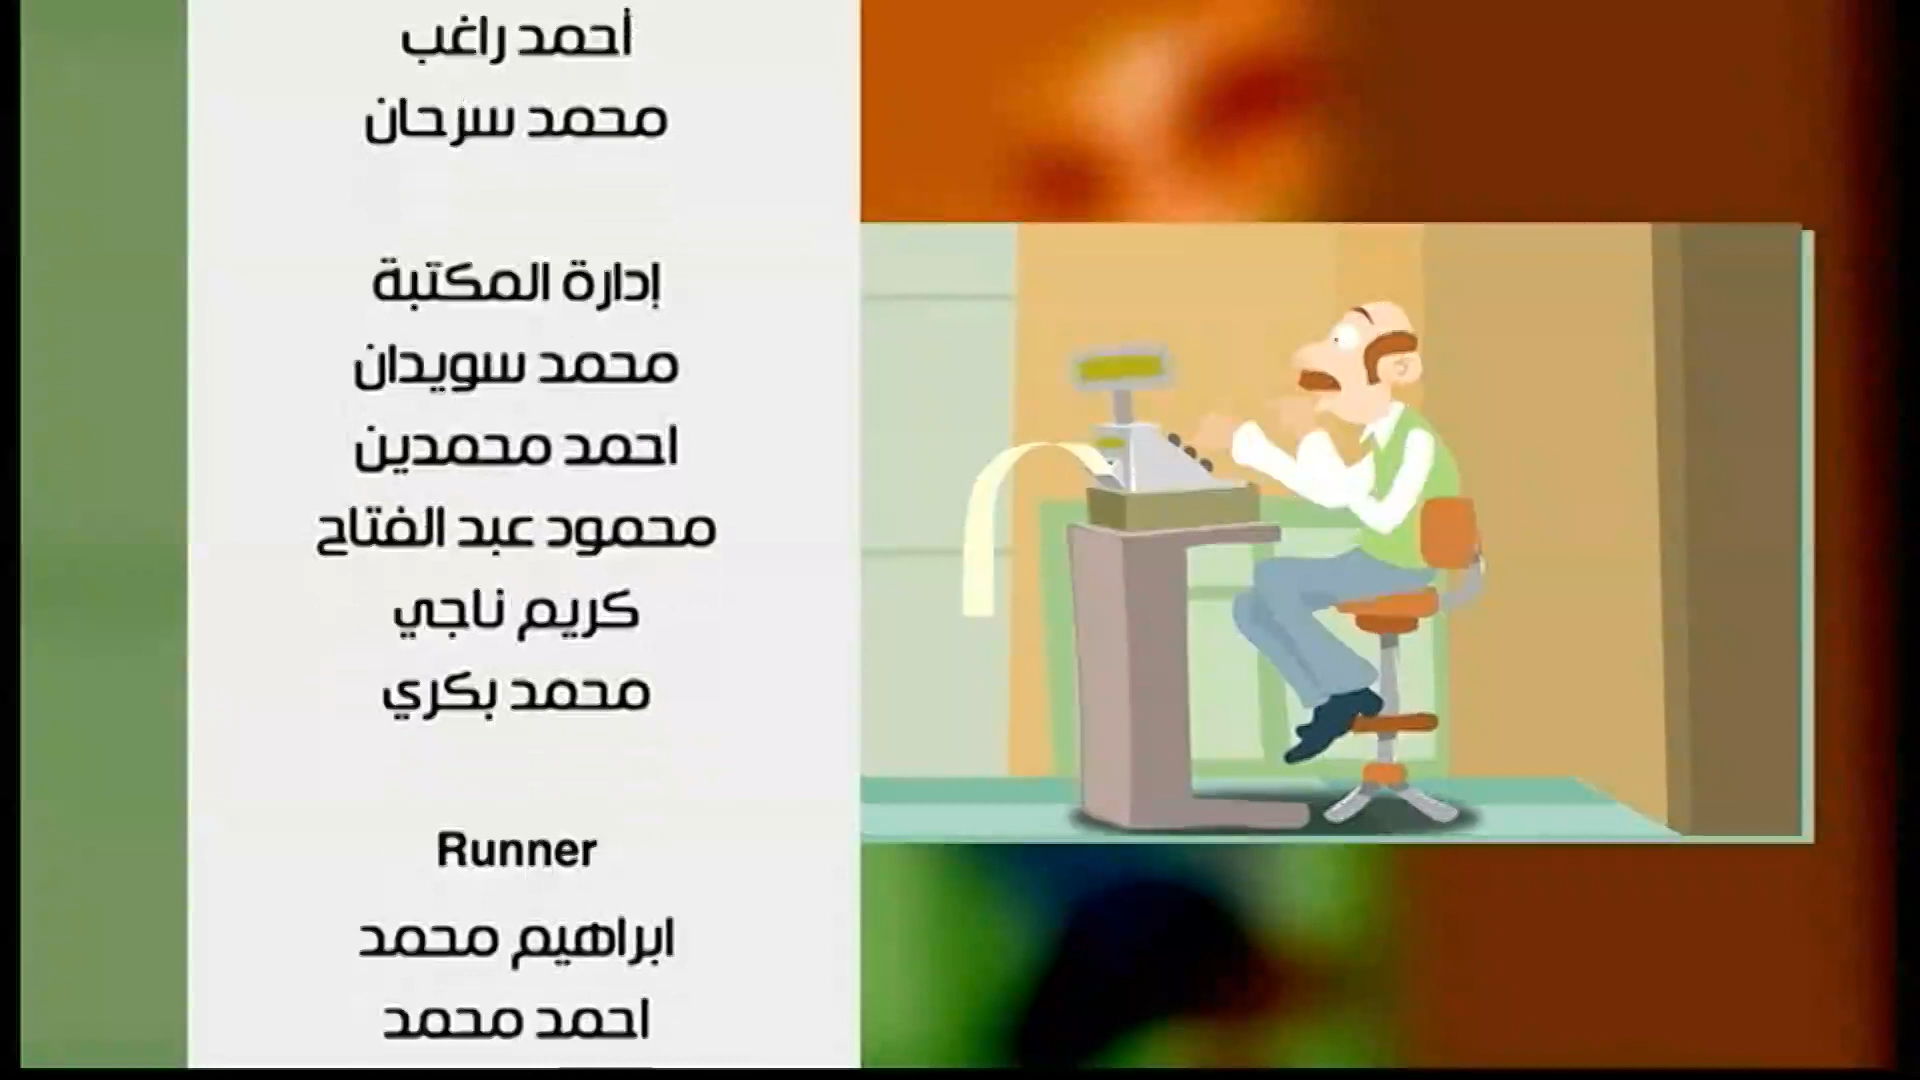 أحمد راغب
محمد سرحان
إدارة المكتبة
محمد سويدان
احمد محمدين
محمود عبد الفتاح
كريم ناجي
محمد بكري
Runner
ابراهيم محمد
احمد محمد